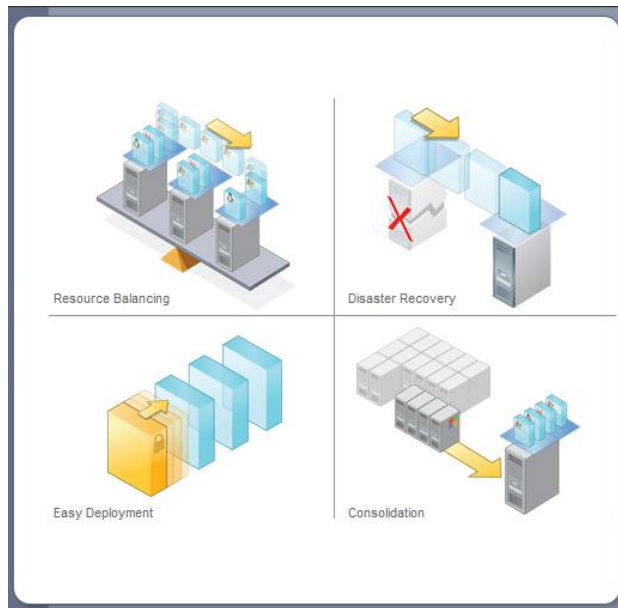 Resource Balancing
Disaster Recovery
Easy Deployment
Consolidation